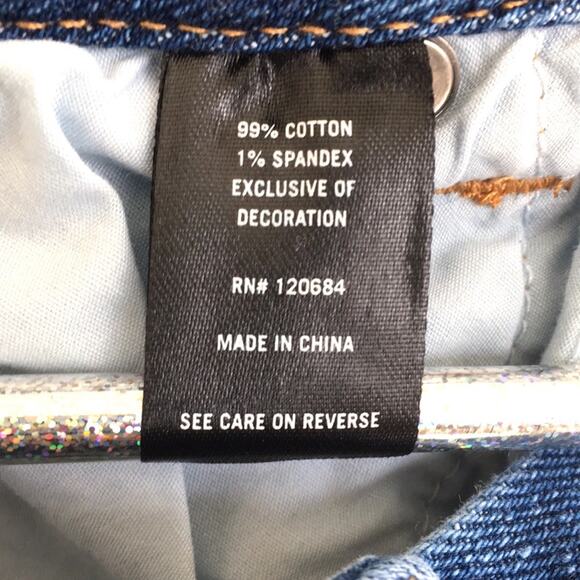 99% COTTON
1% SPANDEX
EXCLUSIVE OF
DECORATION
RN# 120684
MADE IN CHINA
SEE CARE ON REVERSE